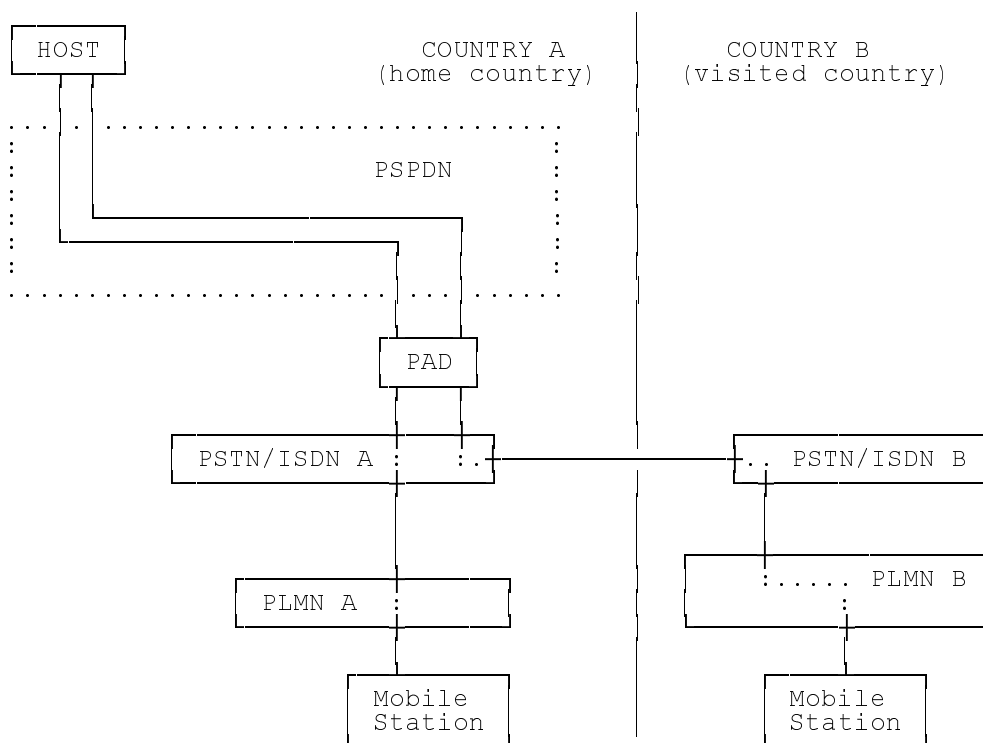 HOST
COUNTRY A
(home country)
COUNTRY B
(visited country)
PSPDN
PAD
PSTN/ISDN A
PSTN/ISDN B
PLMN B
PLMN A
Mobile
Station
Mobile
Station